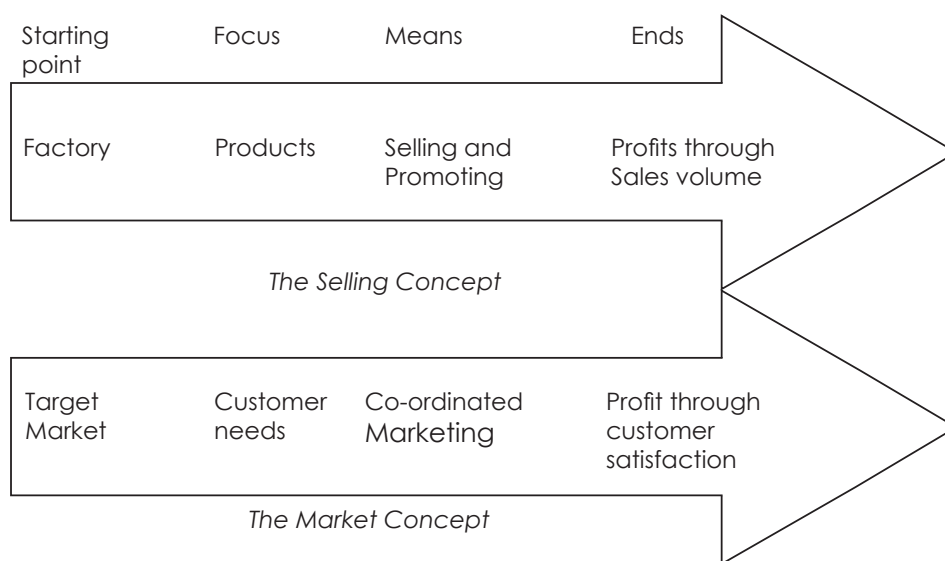 Starting
point
Focus
Means
Ends
Factory
Products
Selling and
Promoting
Profits through
Sales volume
The Selling Concept
Target
Market
Customer
needs
Co-ordinated
Marketing
Profit through
customer
satisfaction
The Market Concept